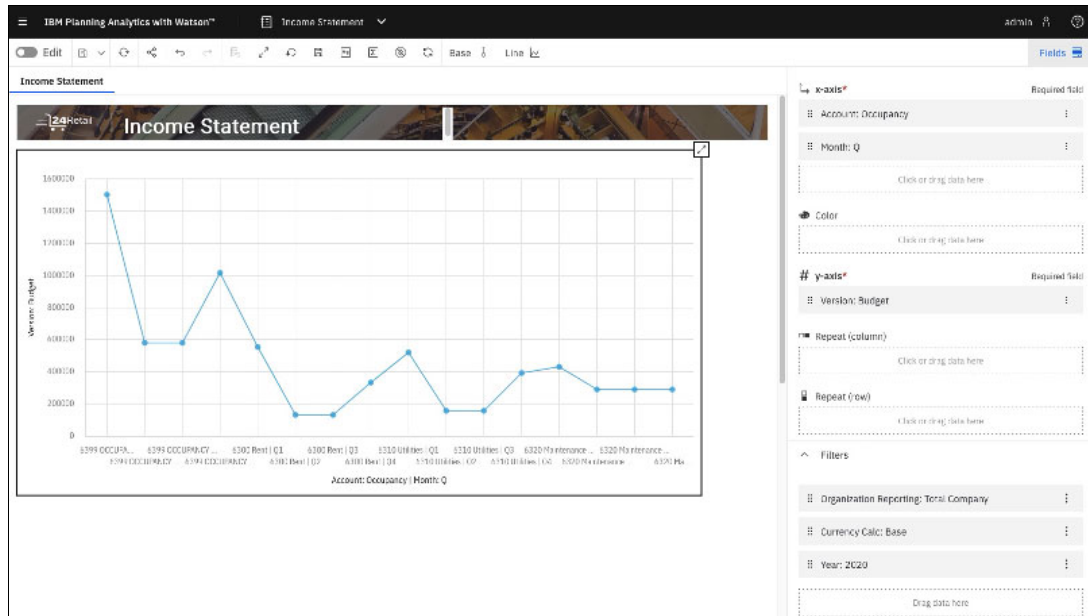 IBM Planning Analytics with Watson™
Income Statement
admin
Edit
Base
Line
Fields
Income Statement
24Retail
Income Statement
1600000
1400000
1200000
1000000
800000
600000
400000
200000
0
Version: Budget
6399 OCCUPA... 6399 OCCUPANCY ... 6300 Rent | Q1 6300 Rent | Q3 6310 Utilities | Q1 6310 Utilities | Q3 6320 Maintenance ... 6320 Maintenance ...
6399 OCCUPANCY 6399 OCCUPANCY 6300 Rent | Q2 6300 Rent | Q4 6310 Utilities | Q2 6310 Utilities | Q4 6320 Maintenance 6320 Ma
Account: Occupancy | Month: Q
x-axis* Required field
Account: Occupancy
Month: Q
Click or drag data here
Color
Click or drag data here
# y-axis* Required field
Version: Budget
Repeat (column)
Click or drag data here
Repeat (row)
Click or drag data here
Filters
Organization Reporting: Total Company
Currency Calc: Base
Year: 2020
Drag data here